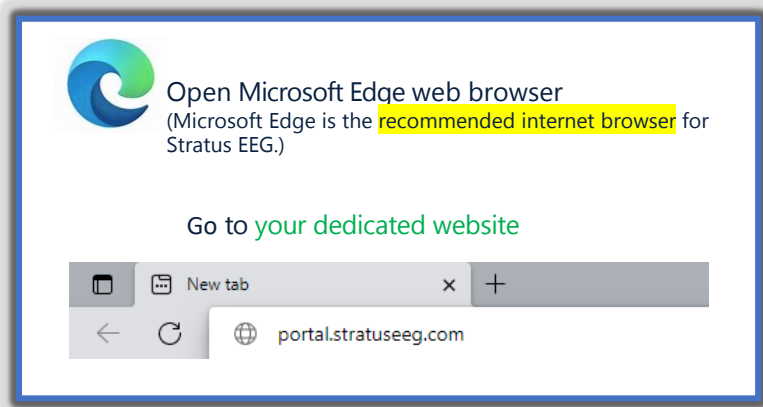 Open Microsoft Edge web browser
(Microsoft Edge is the recommended internet browser for
Stratus EEG.)
Go to your dedicated website
New tab
portal.stratuseeg.com